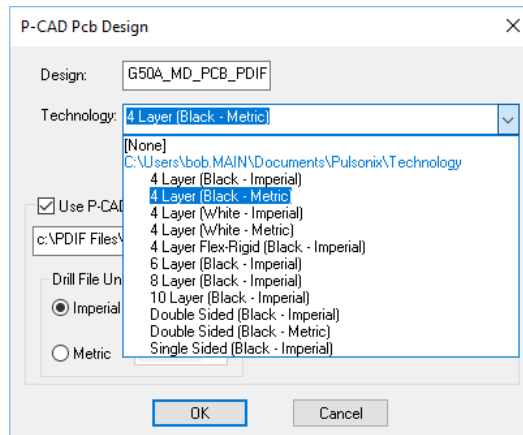 P-CAD Pcb Design
Design: G50A_MD_PCB_PDIF
Technology: 4 Layer (Black - Metric)
[None]
C:\Users\bob.MAIN\Documents\Pulsonix\Technology
4 Layer (Black - Imperial)
4 Layer (Black - Metric)
4 Layer (White - Imperial)
4 Layer (White - Metric)
4 Layer Flex-Rigid (Black - Imperial)
6 Layer (Black - Imperial)
8 Layer (Black - Imperial)
10 Layer (Black - Imperial)
Double Sided (Black - Imperial)
Double Sided (Black - Metric)
Single Sided (Black - Imperial)
Use P-CA
c:\PDIF Files\
Drill File Un
Imperial
Metric
OK Cancel